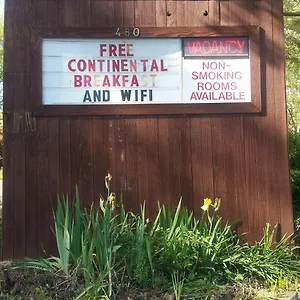 480
FREE
CONTINENTAL
BREAKFAST
AND WIFI
VACANCY
NON-
SMOKING
ROOMS
AVAILABLE